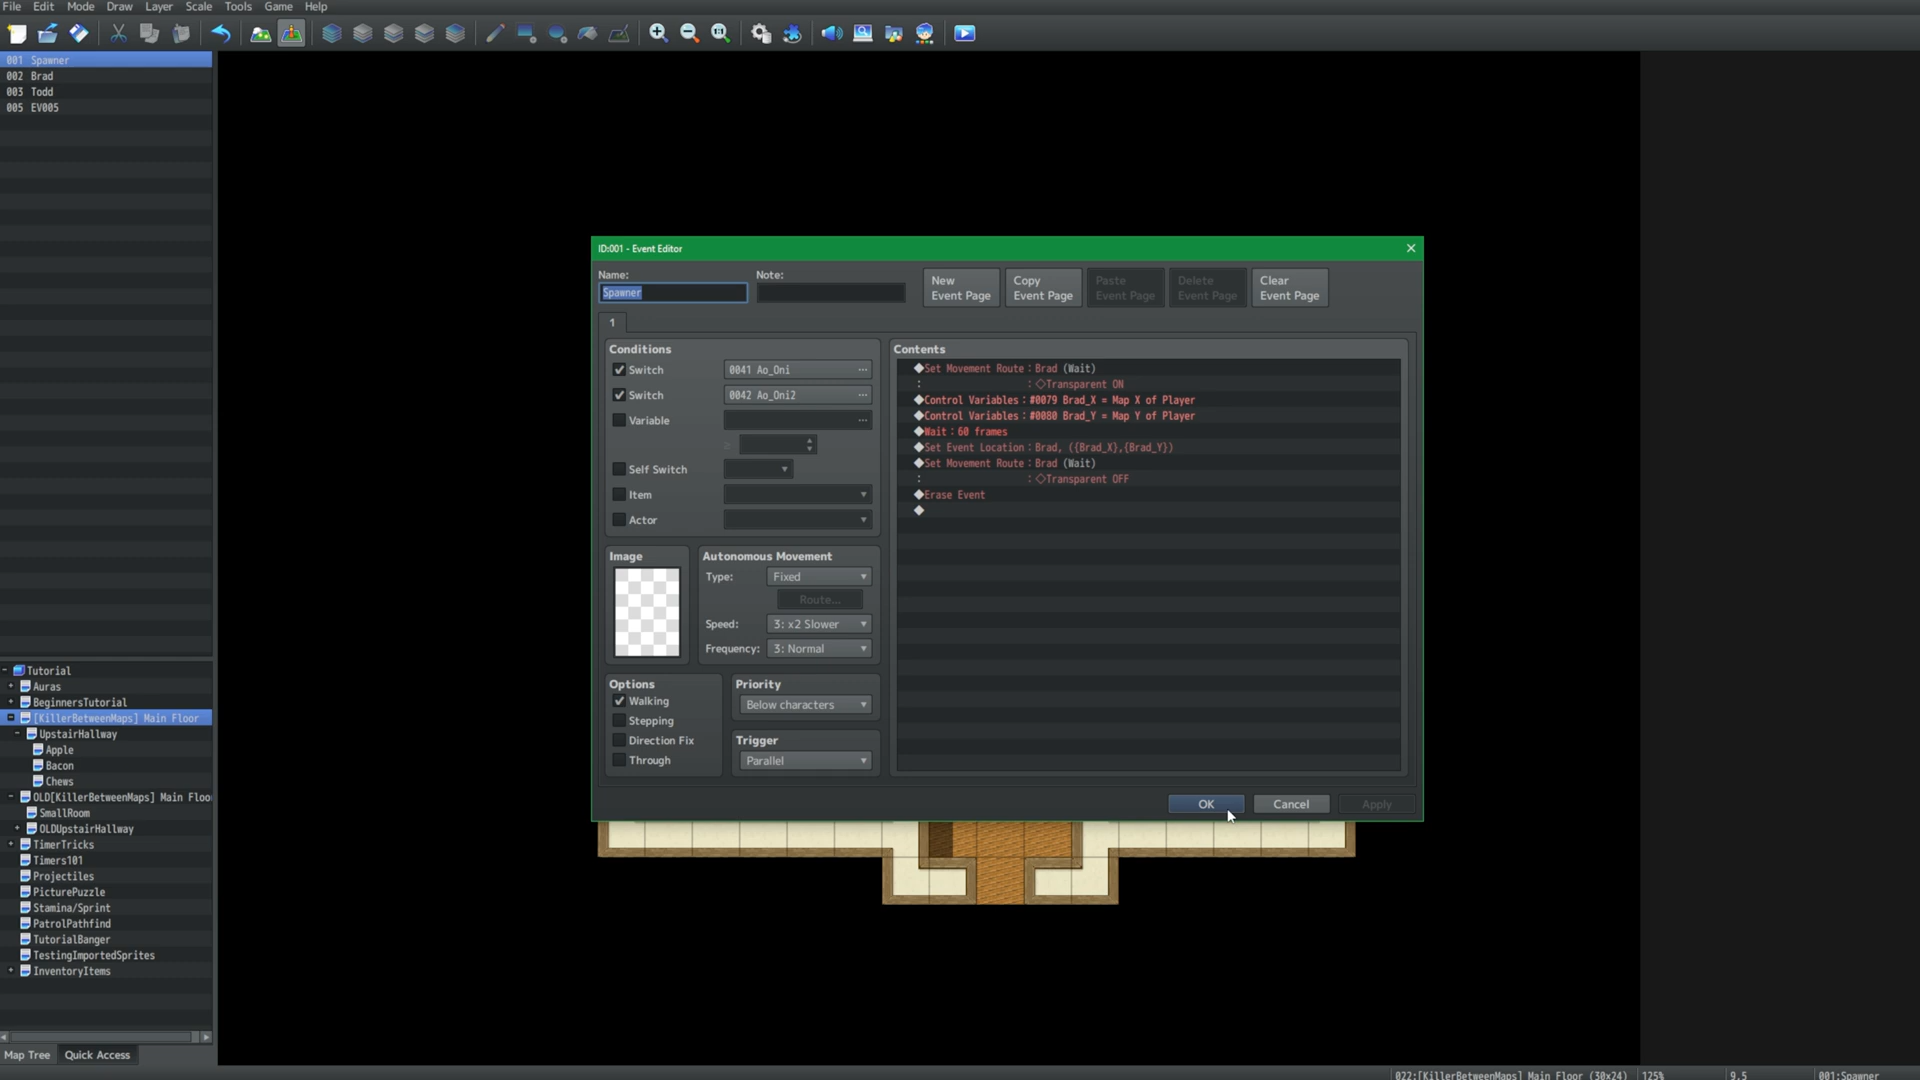 File Edit Mode Draw Layer Scale Tools Game Help
001 Spawner
002 Brad
003 Todd
005 EV005
ID:001 - Event Editor
Name:
Note:
Spawner
New Event Page
Copy Event Page
Paste Event Page
Delete Event Page
Clear Event Page
1
Conditions
Switch 0041 Ao_Oni ...
Switch 0042 Ao_Oni2 ...
Variable ...
≥
Self Switch
Item
Actor
Image
Autonomous Movement
Type: Fixed
Route...
Speed: 3: x2 Slower
Frequency: 3: Normal
Options
Walking
Stepping
Direction Fix
Through
Priority
Below characters
Trigger
Parallel
Contents
◆Set Movement Route : Brad (Wait)
: : ◇Transparent ON
◆Control Variables : #0079 Brad_X = Map X of Player
◆Control Variables : #0080 Brad_Y = Map Y of Player
◆Wait : 60 frames
◆Set Event Location : Brad, ({Brad_X},{Brad_Y})
◆Set Movement Route : Brad (Wait)
: : ◇Transparent OFF
◆Erase Event
◆
OK Cancel Apply
Tutorial
Auras
BeginnersTutorial
[KillerBetweenMaps] Main Floor
UpstairHallway
Apple
Bacon
Chews
OLD[KillerBetweenMaps] Main Floo
SmallRoom
OLDUpstairHallway
TimerTricks
Timers101
Projectiles
PicturePuzzle
Stamina/Sprint
PatrolPathfind
TutorialBanger
TestingImportedSprites
InventoryItems
Map Tree Quick Access
022:[KillerBetweenMaps] Main Floor (30x24) 125% 9.5 001:Spawner